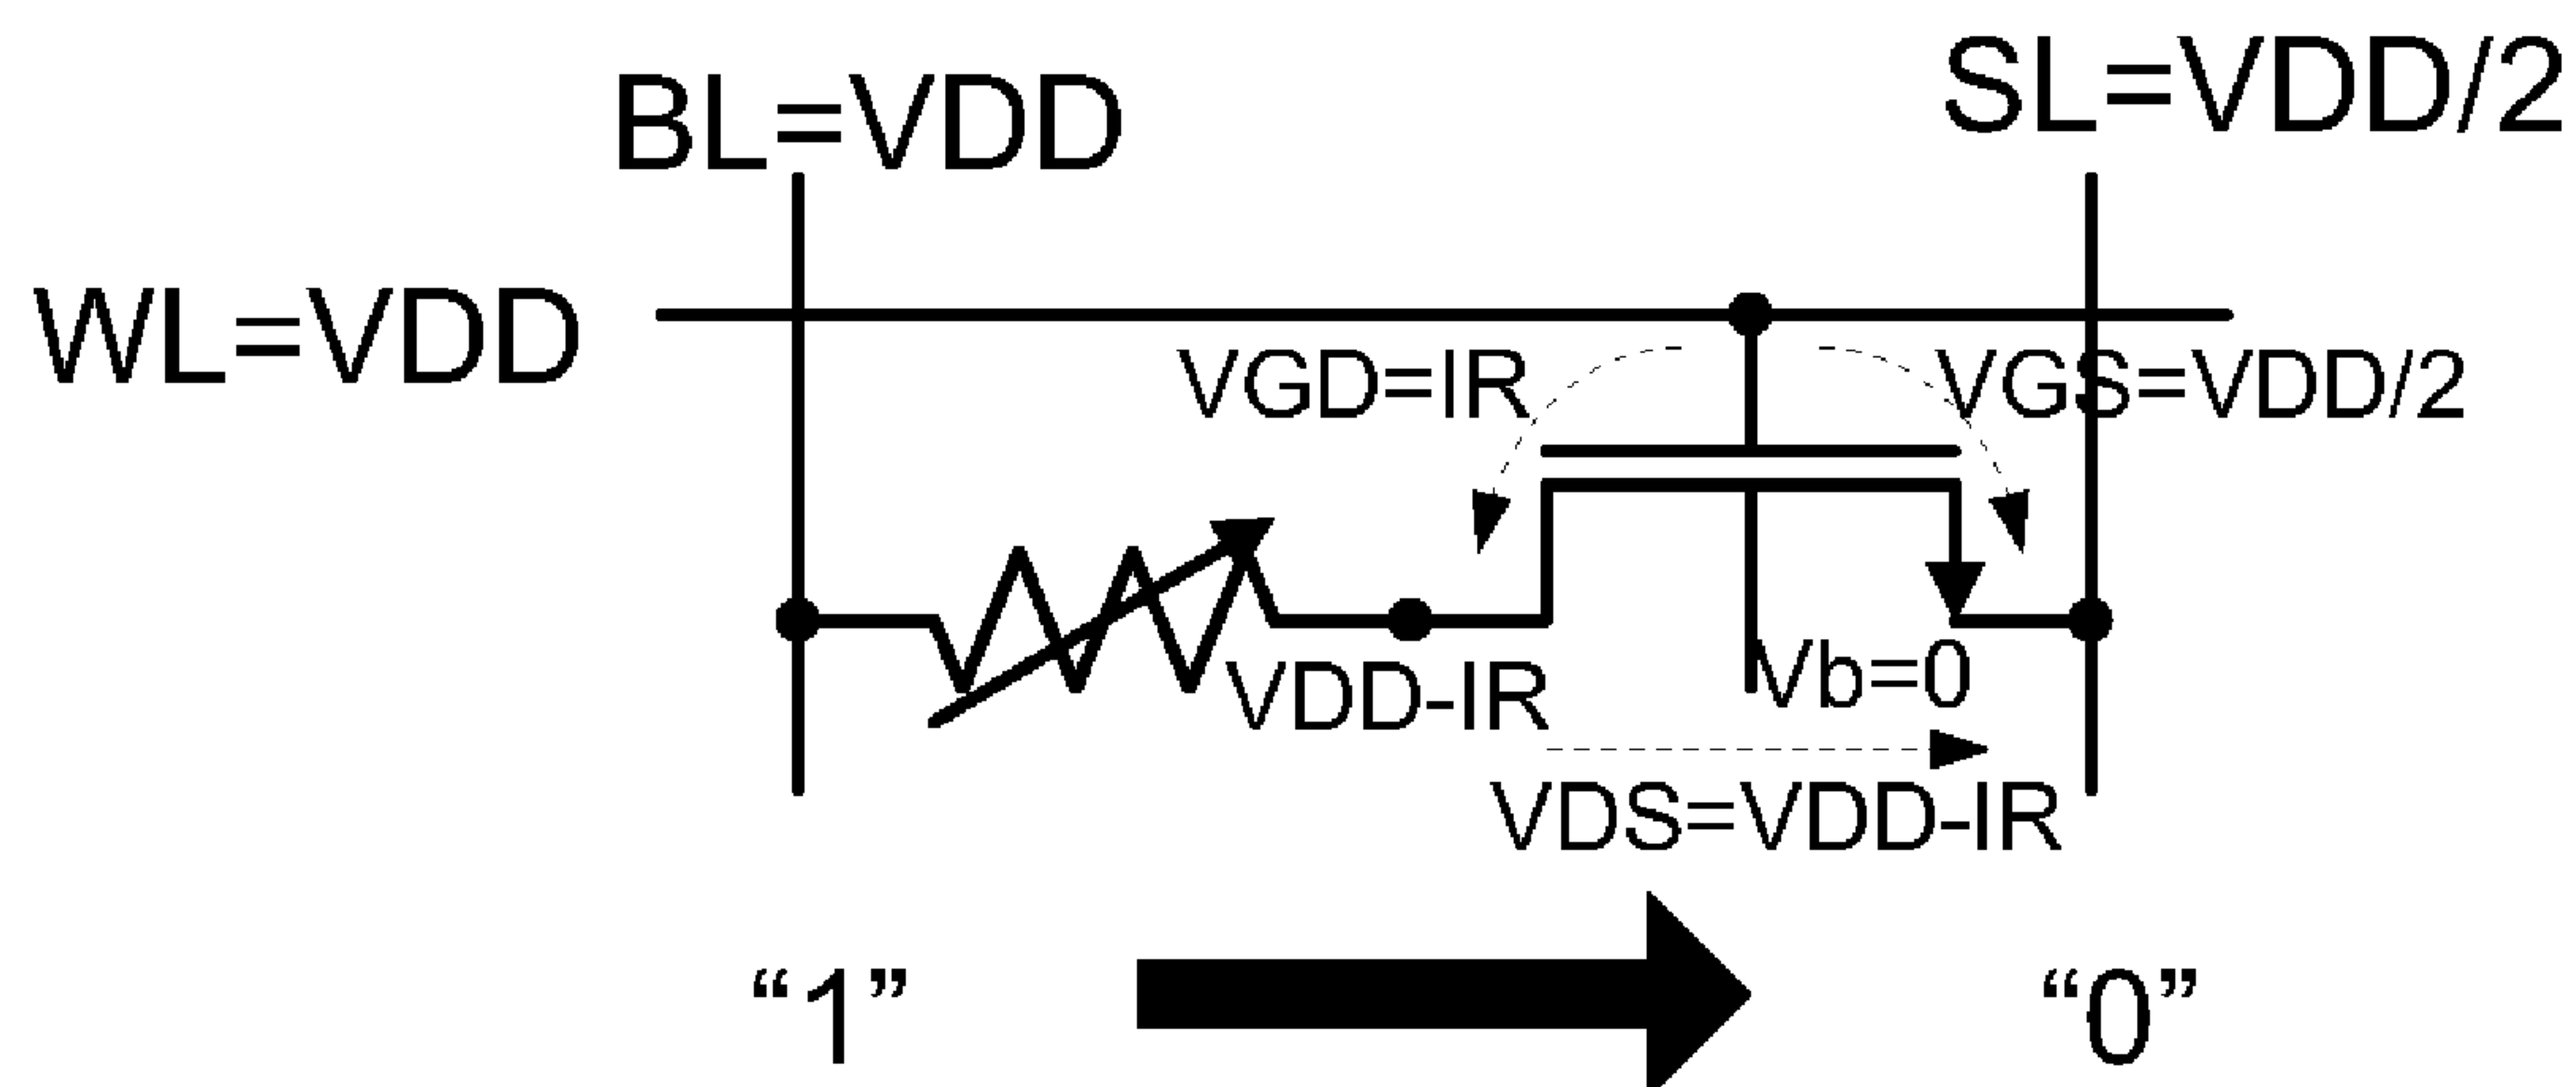 BL=VDD
SL=VDD/2
WL=VDD
VGD=IR
VGS=VDD/2
VDD-IR
Vb=0
VDS=VDD-IR
“1”
“0”